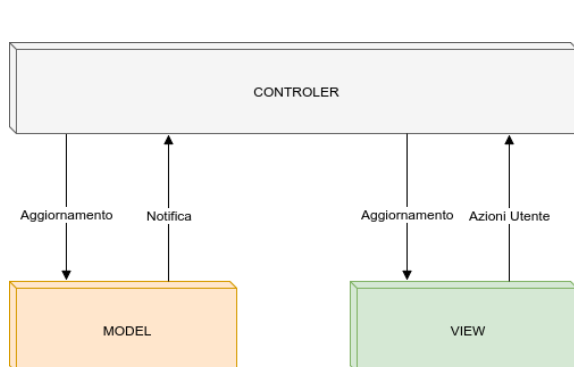 CONTROLER
Aggiornamento
Notifica
Aggiornamento
Azioni Utente
MODEL
VIEW